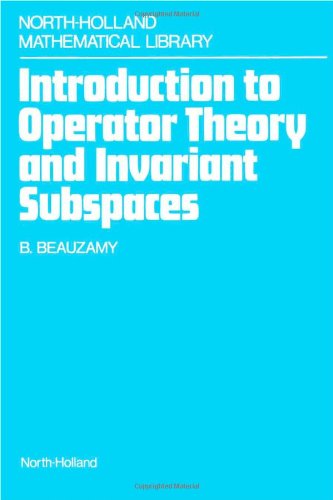 NORTH-HOLLAND
MATHEMATICAL LIBRARY
Introduction to
Operator Theory
and Invariant
Subspaces
B. BEAUZAMY
North-Holland